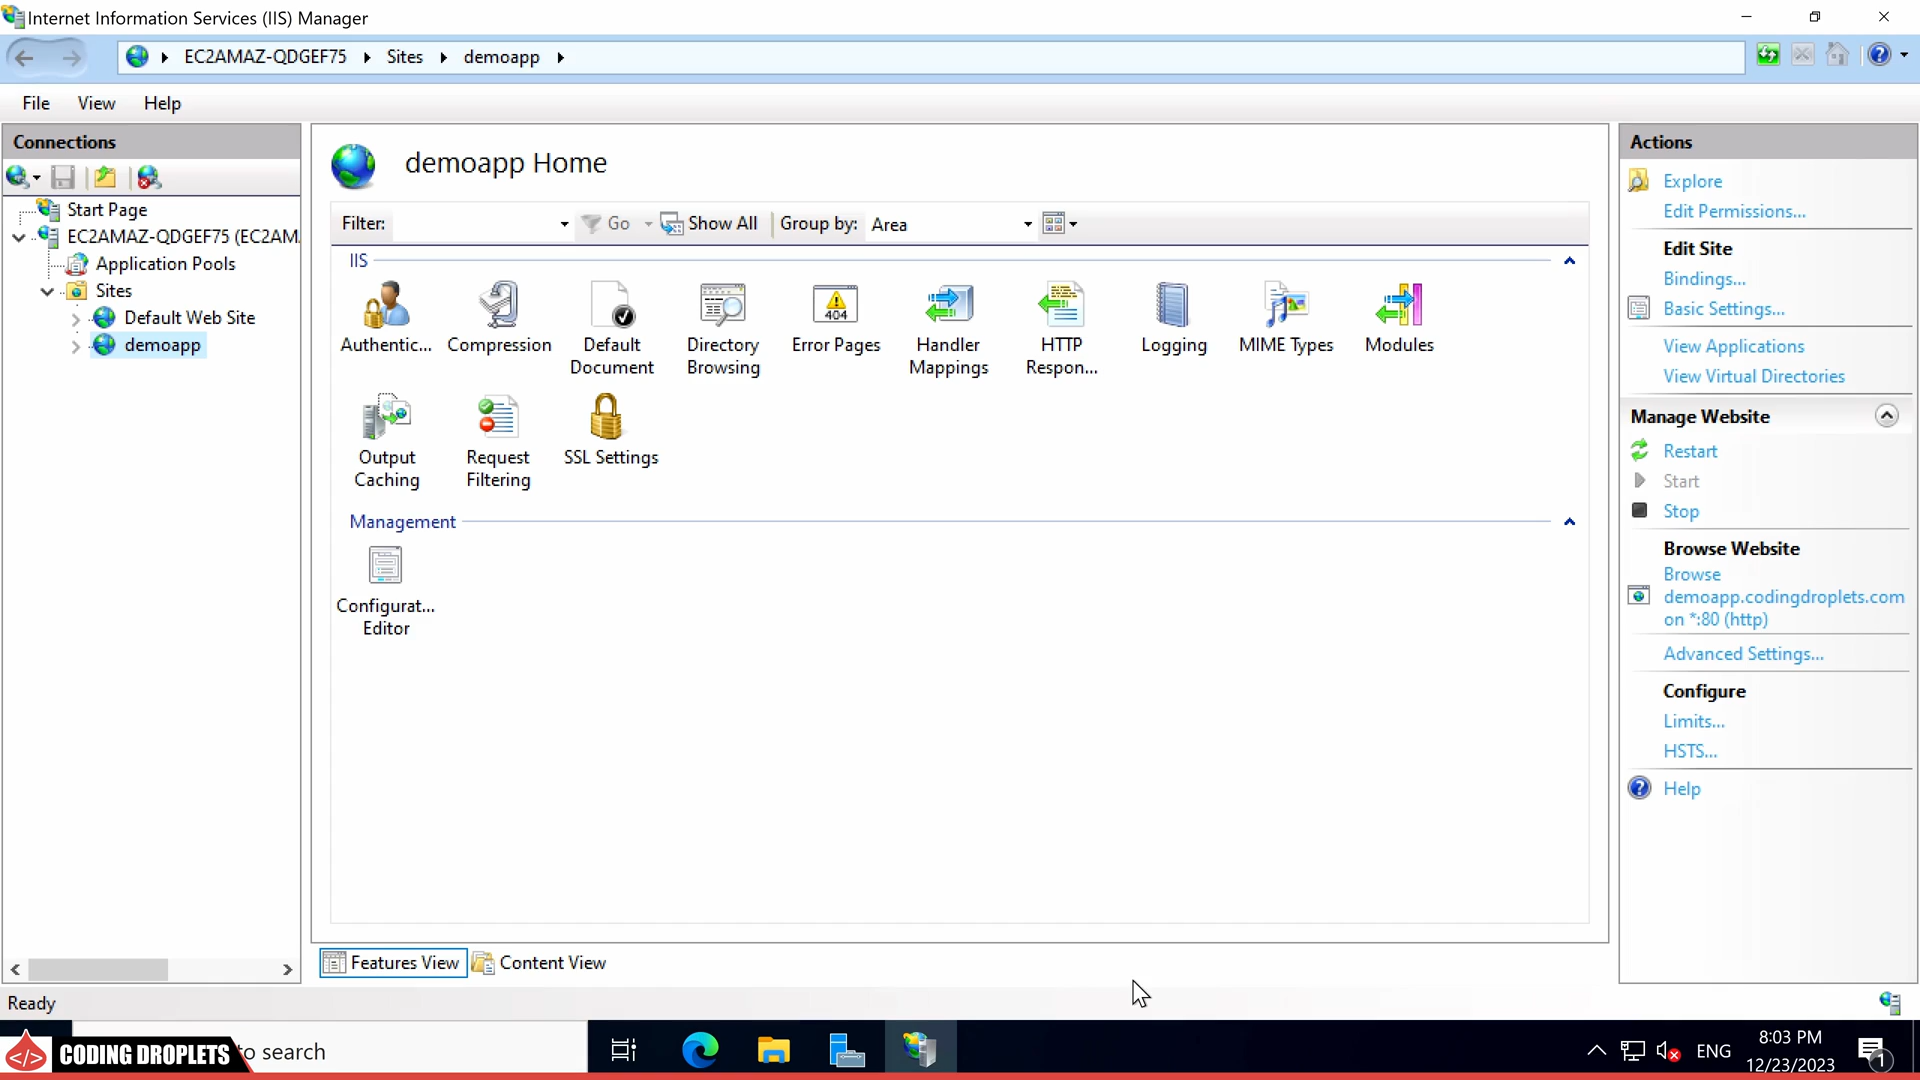 Internet Information Services (IIS) Manager
EC2AMAZ-QDGEF75
Sites
demoapp
File
View
Help
Connections
Start Page
EC2AMAZ-QDGEF75 (EC2AM
Application Pools
Sites
Default Web Site
demoapp
demoapp Home
Filter:
Go
Show All
Group by:
Area
IIS
Authentic...
Compression
Default
Document
Directory
Browsing
404
Error Pages
Handler
Mappings
HTTP
Respon...
Logging
MIME Types
Modules
Output
Caching
Request
Filtering
SSL Settings
Management
Configurat...
Editor
Features View
Content View
Actions
Explore
Edit Permissions...
Edit Site
Bindings...
Basic Settings...
View Applications
View Virtual Directories
Manage Website
Restart
Start
Stop
Browse Website
Browse
demoapp.codingdroplets.com
on *:80 (http)
Advanced Settings...
Configure
Limits...
HSTS...
Help
Ready
CODING DROPLETS
to search
ENG
8:03 PM
12/23/2023
1